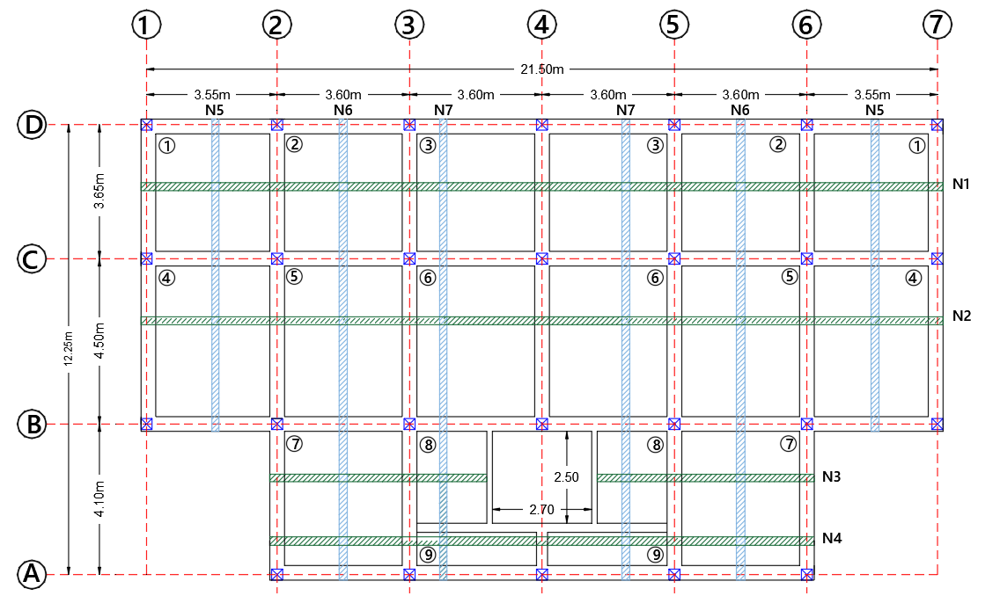 1 2 3 4 5 6 7
21.50m
3.55m 3.60m 3.60m 3.60m 3.60m 3.55m
N5 N6 N7 N7 N6 N5
D
1 2 3 3 2 1
3.65m
N1
C
4 5 6 6 5 4
N2
12.25m
4.50m
B
7 8 8 7
2.50
N3
4.10m
2.70
N4
9 9
A